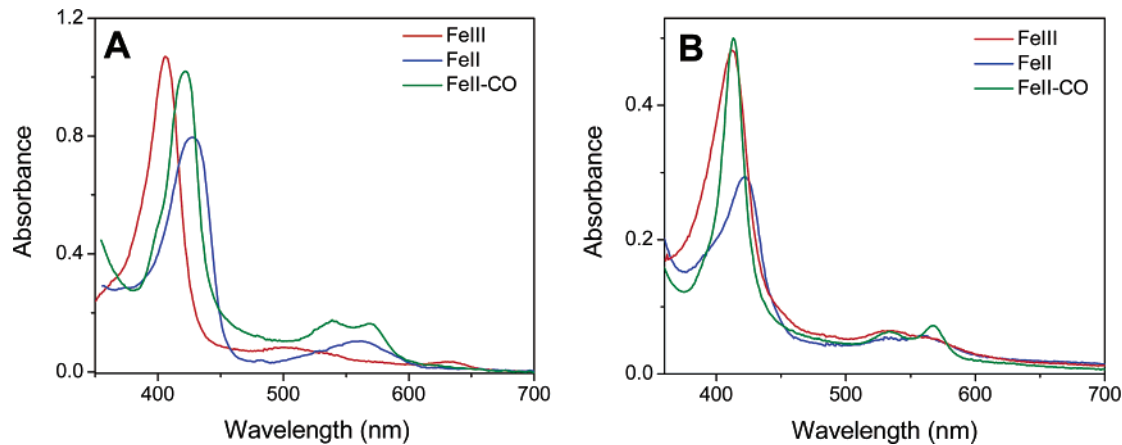 A
FeIII
FeII
FeII-CO
1.2
0.8
0.4
0.0
400
500
600
700
Absorbance
Wavelength (nm)
B
FeIII
FeII
FeII-CO
0.4
0.2
0.0
400
500
600
700
Absorbance
Wavelength (nm)